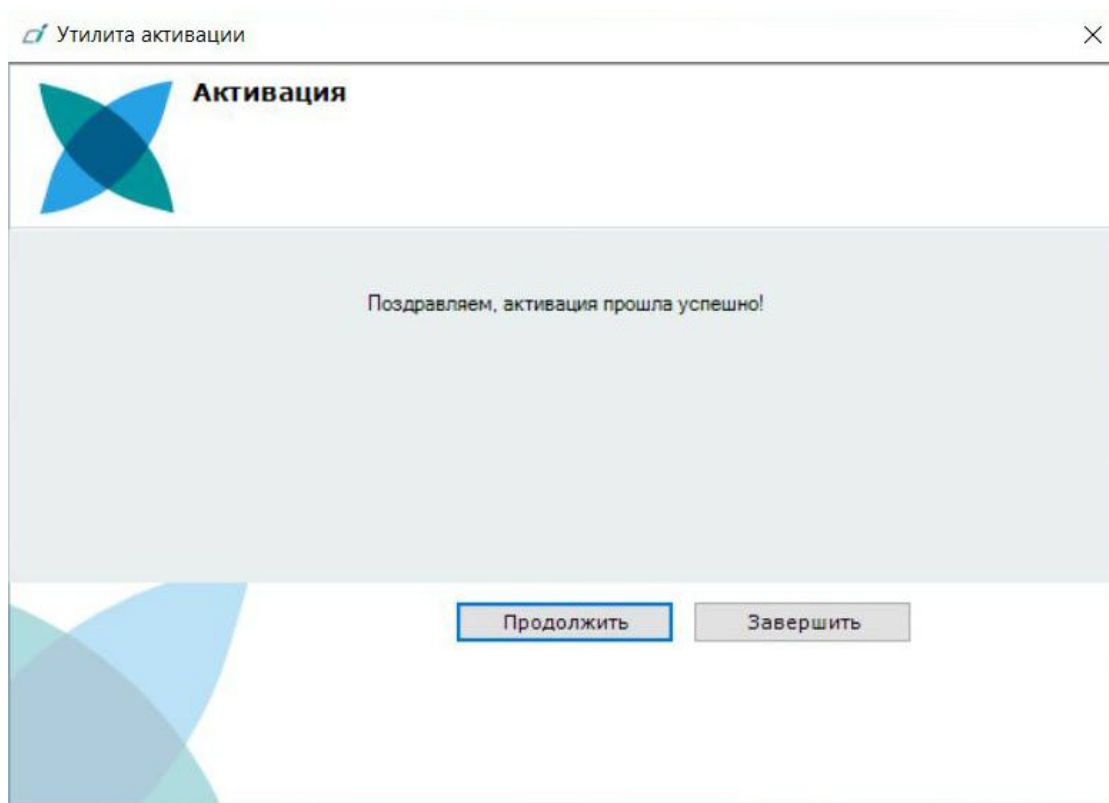 Утилита активации
Активация
Поздравляем, активация прошла успешно!
Продолжить
Завершить